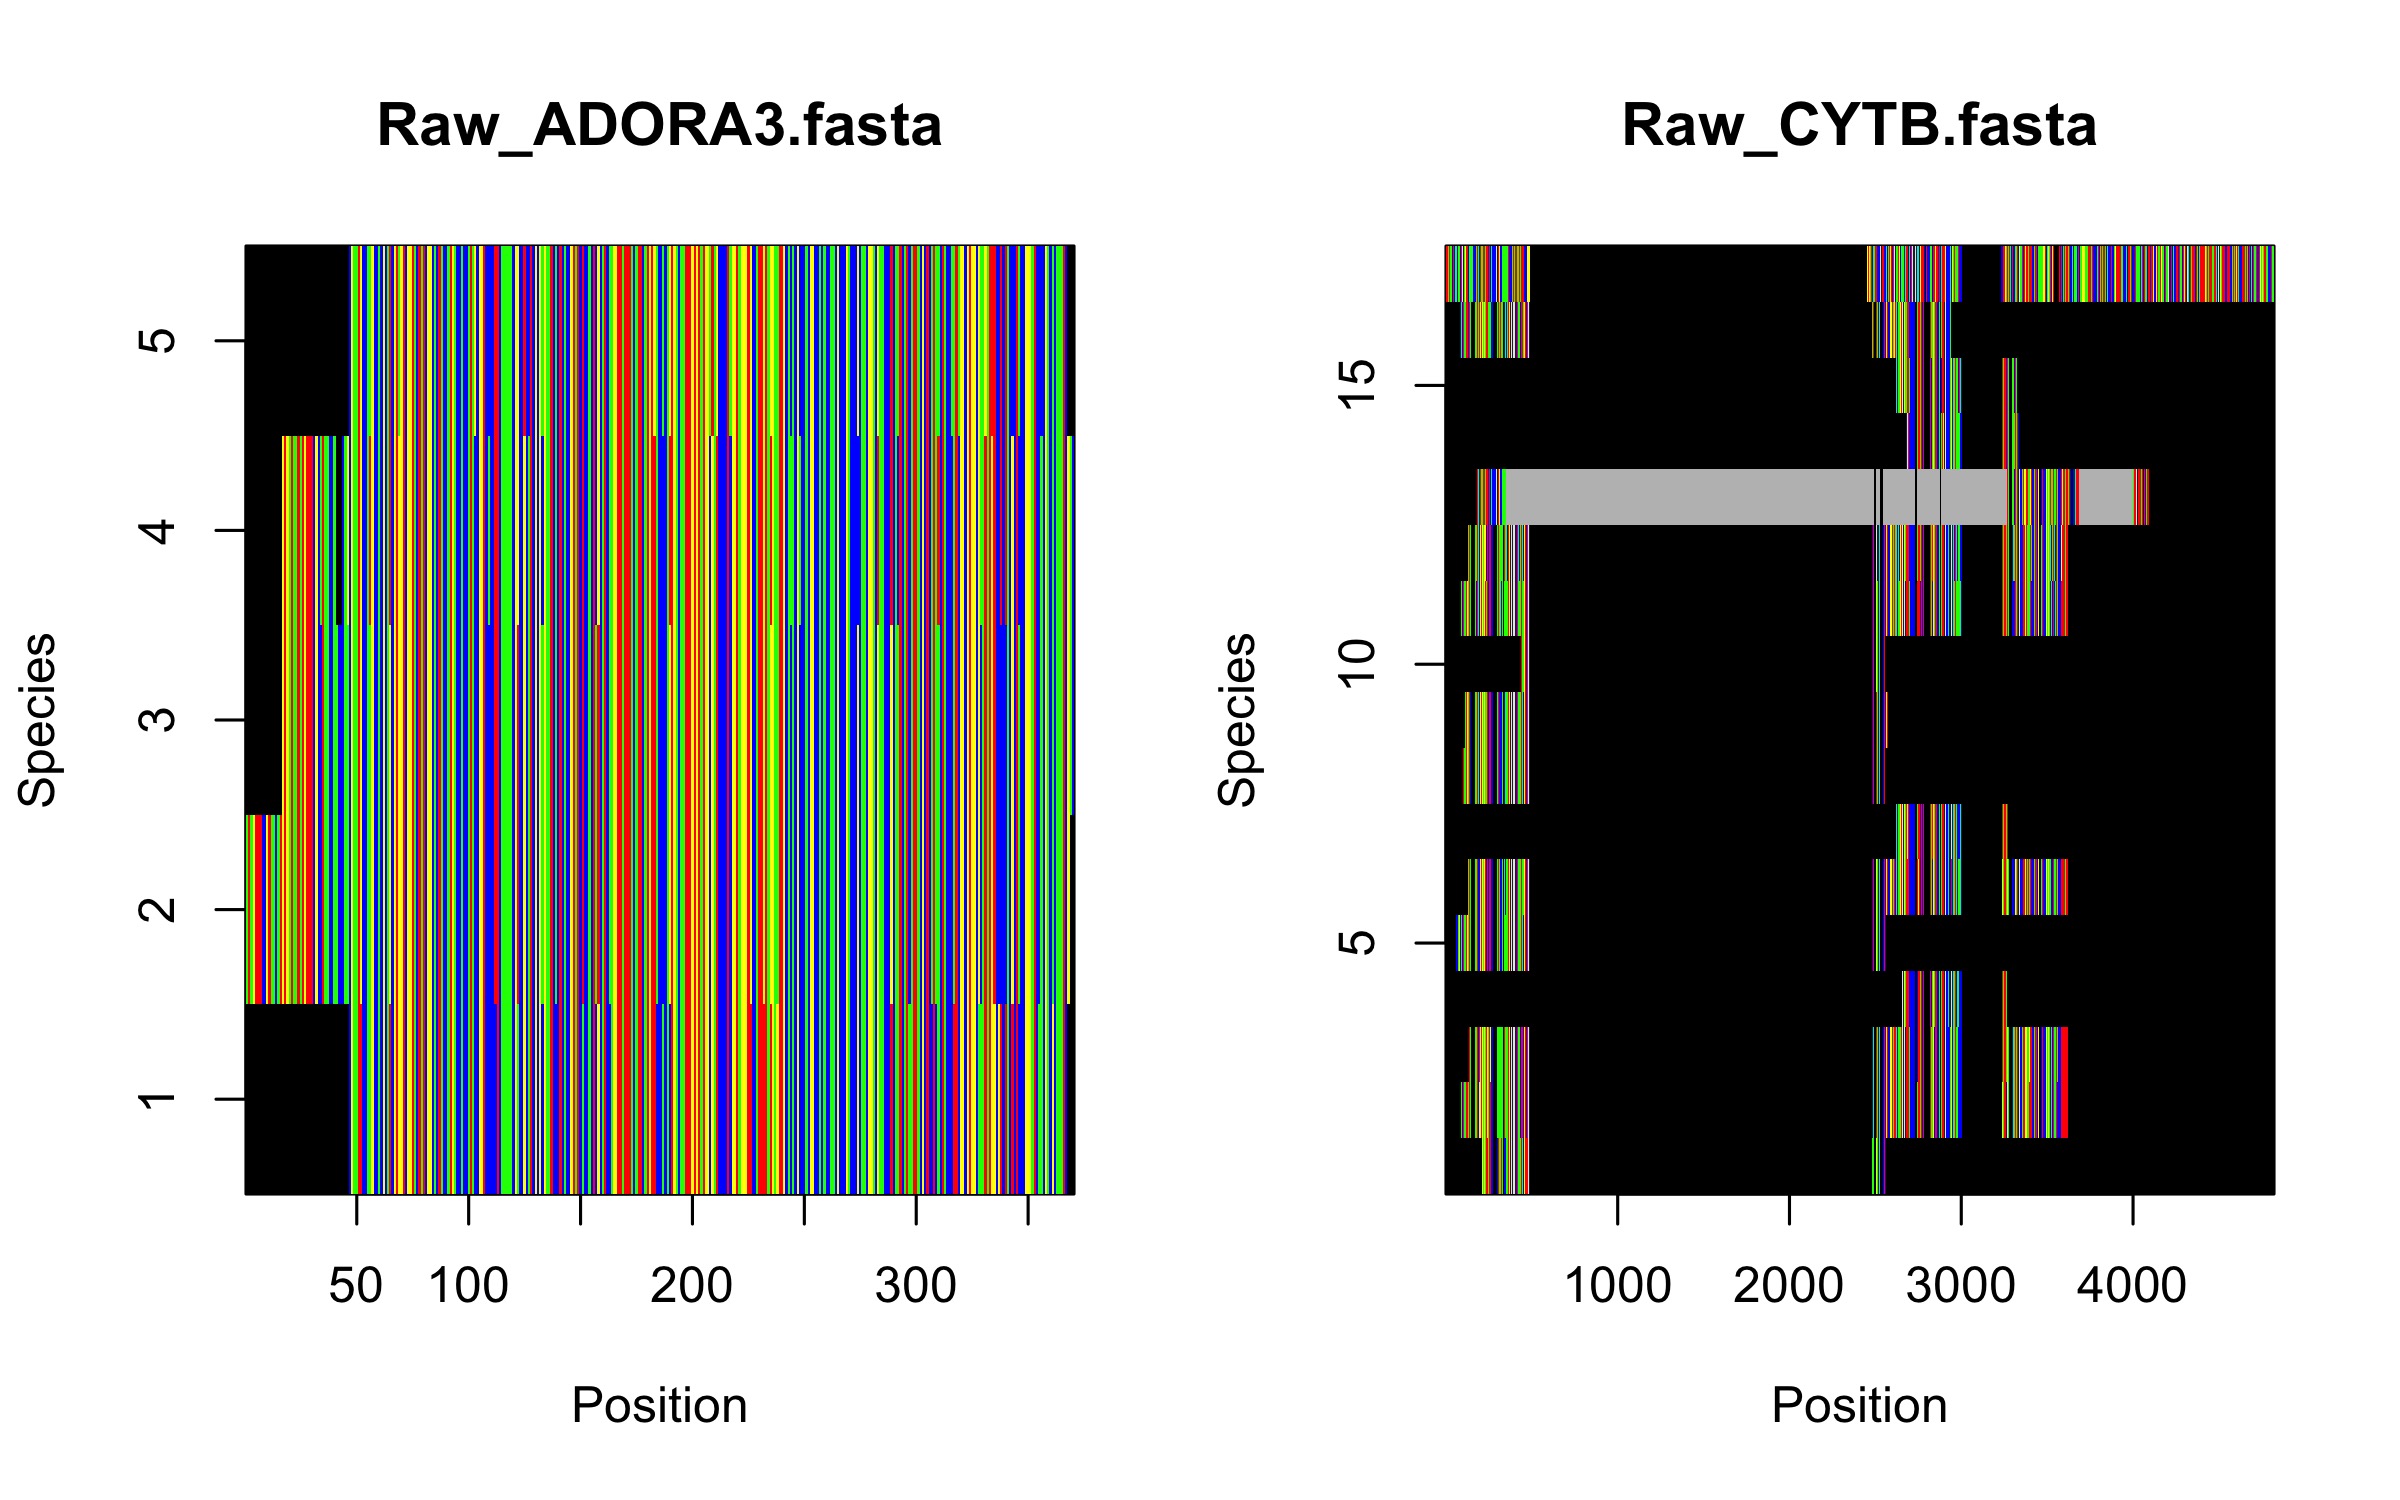 Raw_ADORA3.fasta
Species
5
4
3
2
1
50 100 200 300
Position
Raw_CYTB.fasta
Species
15
10
5
1000 2000 3000 4000
Position